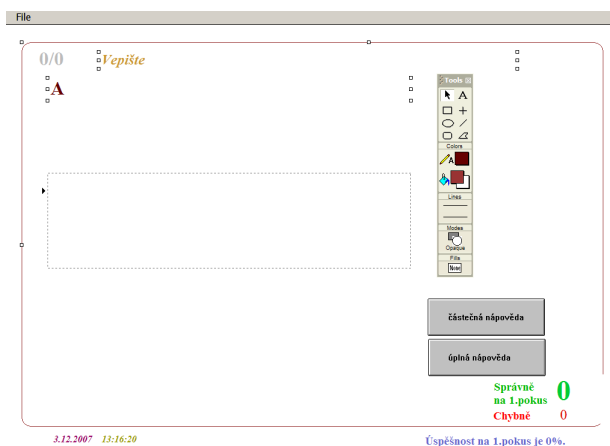 File
0/0 Vepište
A
Tools
A
Colors
A
Lines
Modes
Opaque
Fills
None
částečná nápověda
úplná nápověda
Správně
na 1.pokus 0
Chybně 0
3.12.2007 13:16:20
Úspěšnost na 1.pokus je 0%.